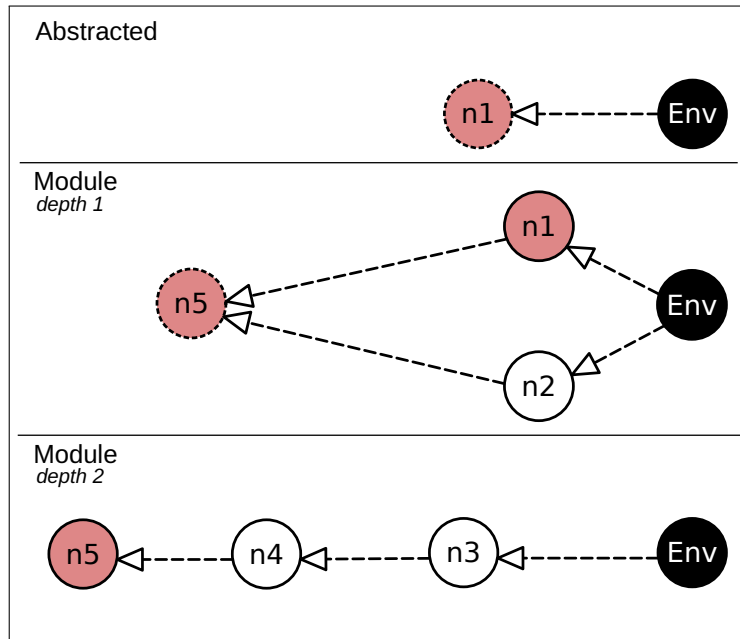 Abstracted
n1
Env
Module
depth 1
n1
n5
Env
n2
Module
depth 2
n5
n4
n3
Env